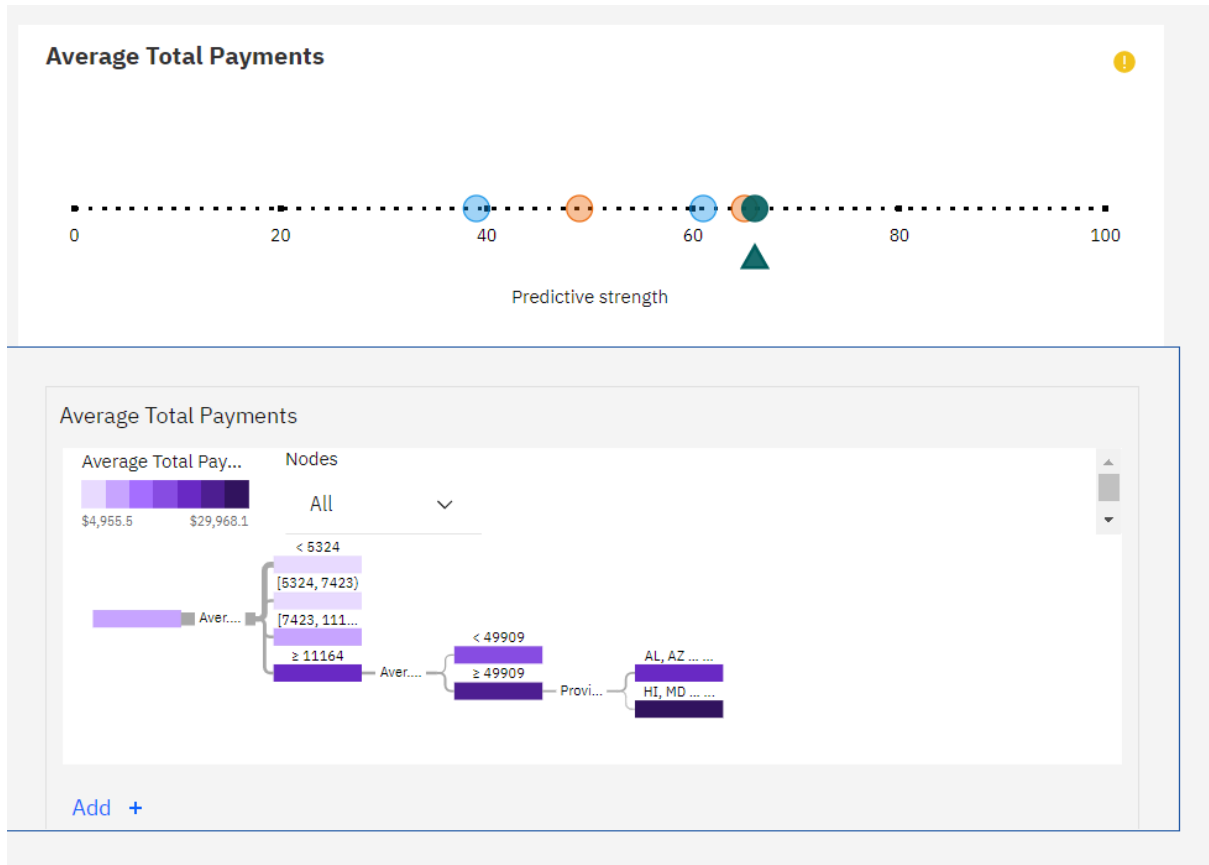 Average Total Payments
0 20 40 60 80 100
Predictive strength
Average Total Payments
Average Total Pay... Nodes
All
$4,955.5 $29,968.1
< 5324
[5324, 7423)
Aver.... [7423, 111...
< 49909
≥ 11164 AL, AZ ... ...
Aver.... ≥ 49909
Provi... HI, MD ... ...
Add +